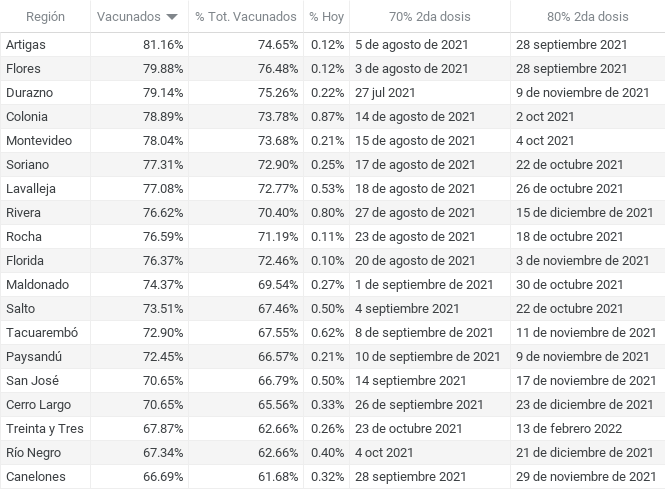 Región Vacunados % Tot. Vacunados % Hoy 70% 2da dosis 80% 2da dosis
Artigas 81.16% 74.65% 0.12% 5 de agosto de 2021 28 septiembre 2021
Flores 79.88% 76.48% 0.12% 3 de agosto de 2021 28 septiembre 2021
Durazno 79.14% 75.26% 0.22% 27 jul 2021 9 de noviembre de 2021
Colonia 78.89% 73.78% 0.87% 14 de agosto de 2021 2 oct 2021
Montevideo 78.04% 73.68% 0.21% 15 de agosto de 2021 4 oct 2021
Soriano 77.31% 72.90% 0.25% 17 de agosto de 2021 22 de octubre 2021
Lavalleja 77.08% 72.77% 0.53% 18 de agosto de 2021 26 de octubre 2021
Rivera 76.62% 70.40% 0.80% 27 de agosto de 2021 15 de diciembre de 2021
Rocha 76.59% 71.19% 0.11% 23 de agosto de 2021 18 de octubre 2021
Florida 76.37% 72.46% 0.10% 20 de agosto de 2021 3 de noviembre de 2021
Maldonado 74.37% 69.54% 0.27% 1 de septiembre de 2021 30 de octubre 2021
Salto 73.51% 67.46% 0.50% 4 septiembre 2021 22 de octubre 2021
Tacuarembó 72.90% 67.55% 0.62% 8 de septiembre de 2021 11 de noviembre de 2021
Paysandú 72.45% 66.57% 0.21% 10 de septiembre de 2021 9 de noviembre de 2021
San José 70.65% 66.79% 0.50% 14 septiembre 2021 17 de noviembre de 2021
Cerro Largo 70.65% 65.56% 0.33% 26 de septiembre de 2021 23 de diciembre de 2021
Treinta y Tres 67.87% 62.66% 0.26% 23 de octubre 2021 13 de febrero 2022
Río Negro 67.34% 62.66% 0.40% 4 oct 2021 21 de diciembre de 2021
Canelones 66.69% 61.68% 0.32% 28 septiembre 2021 29 de noviembre de 2021